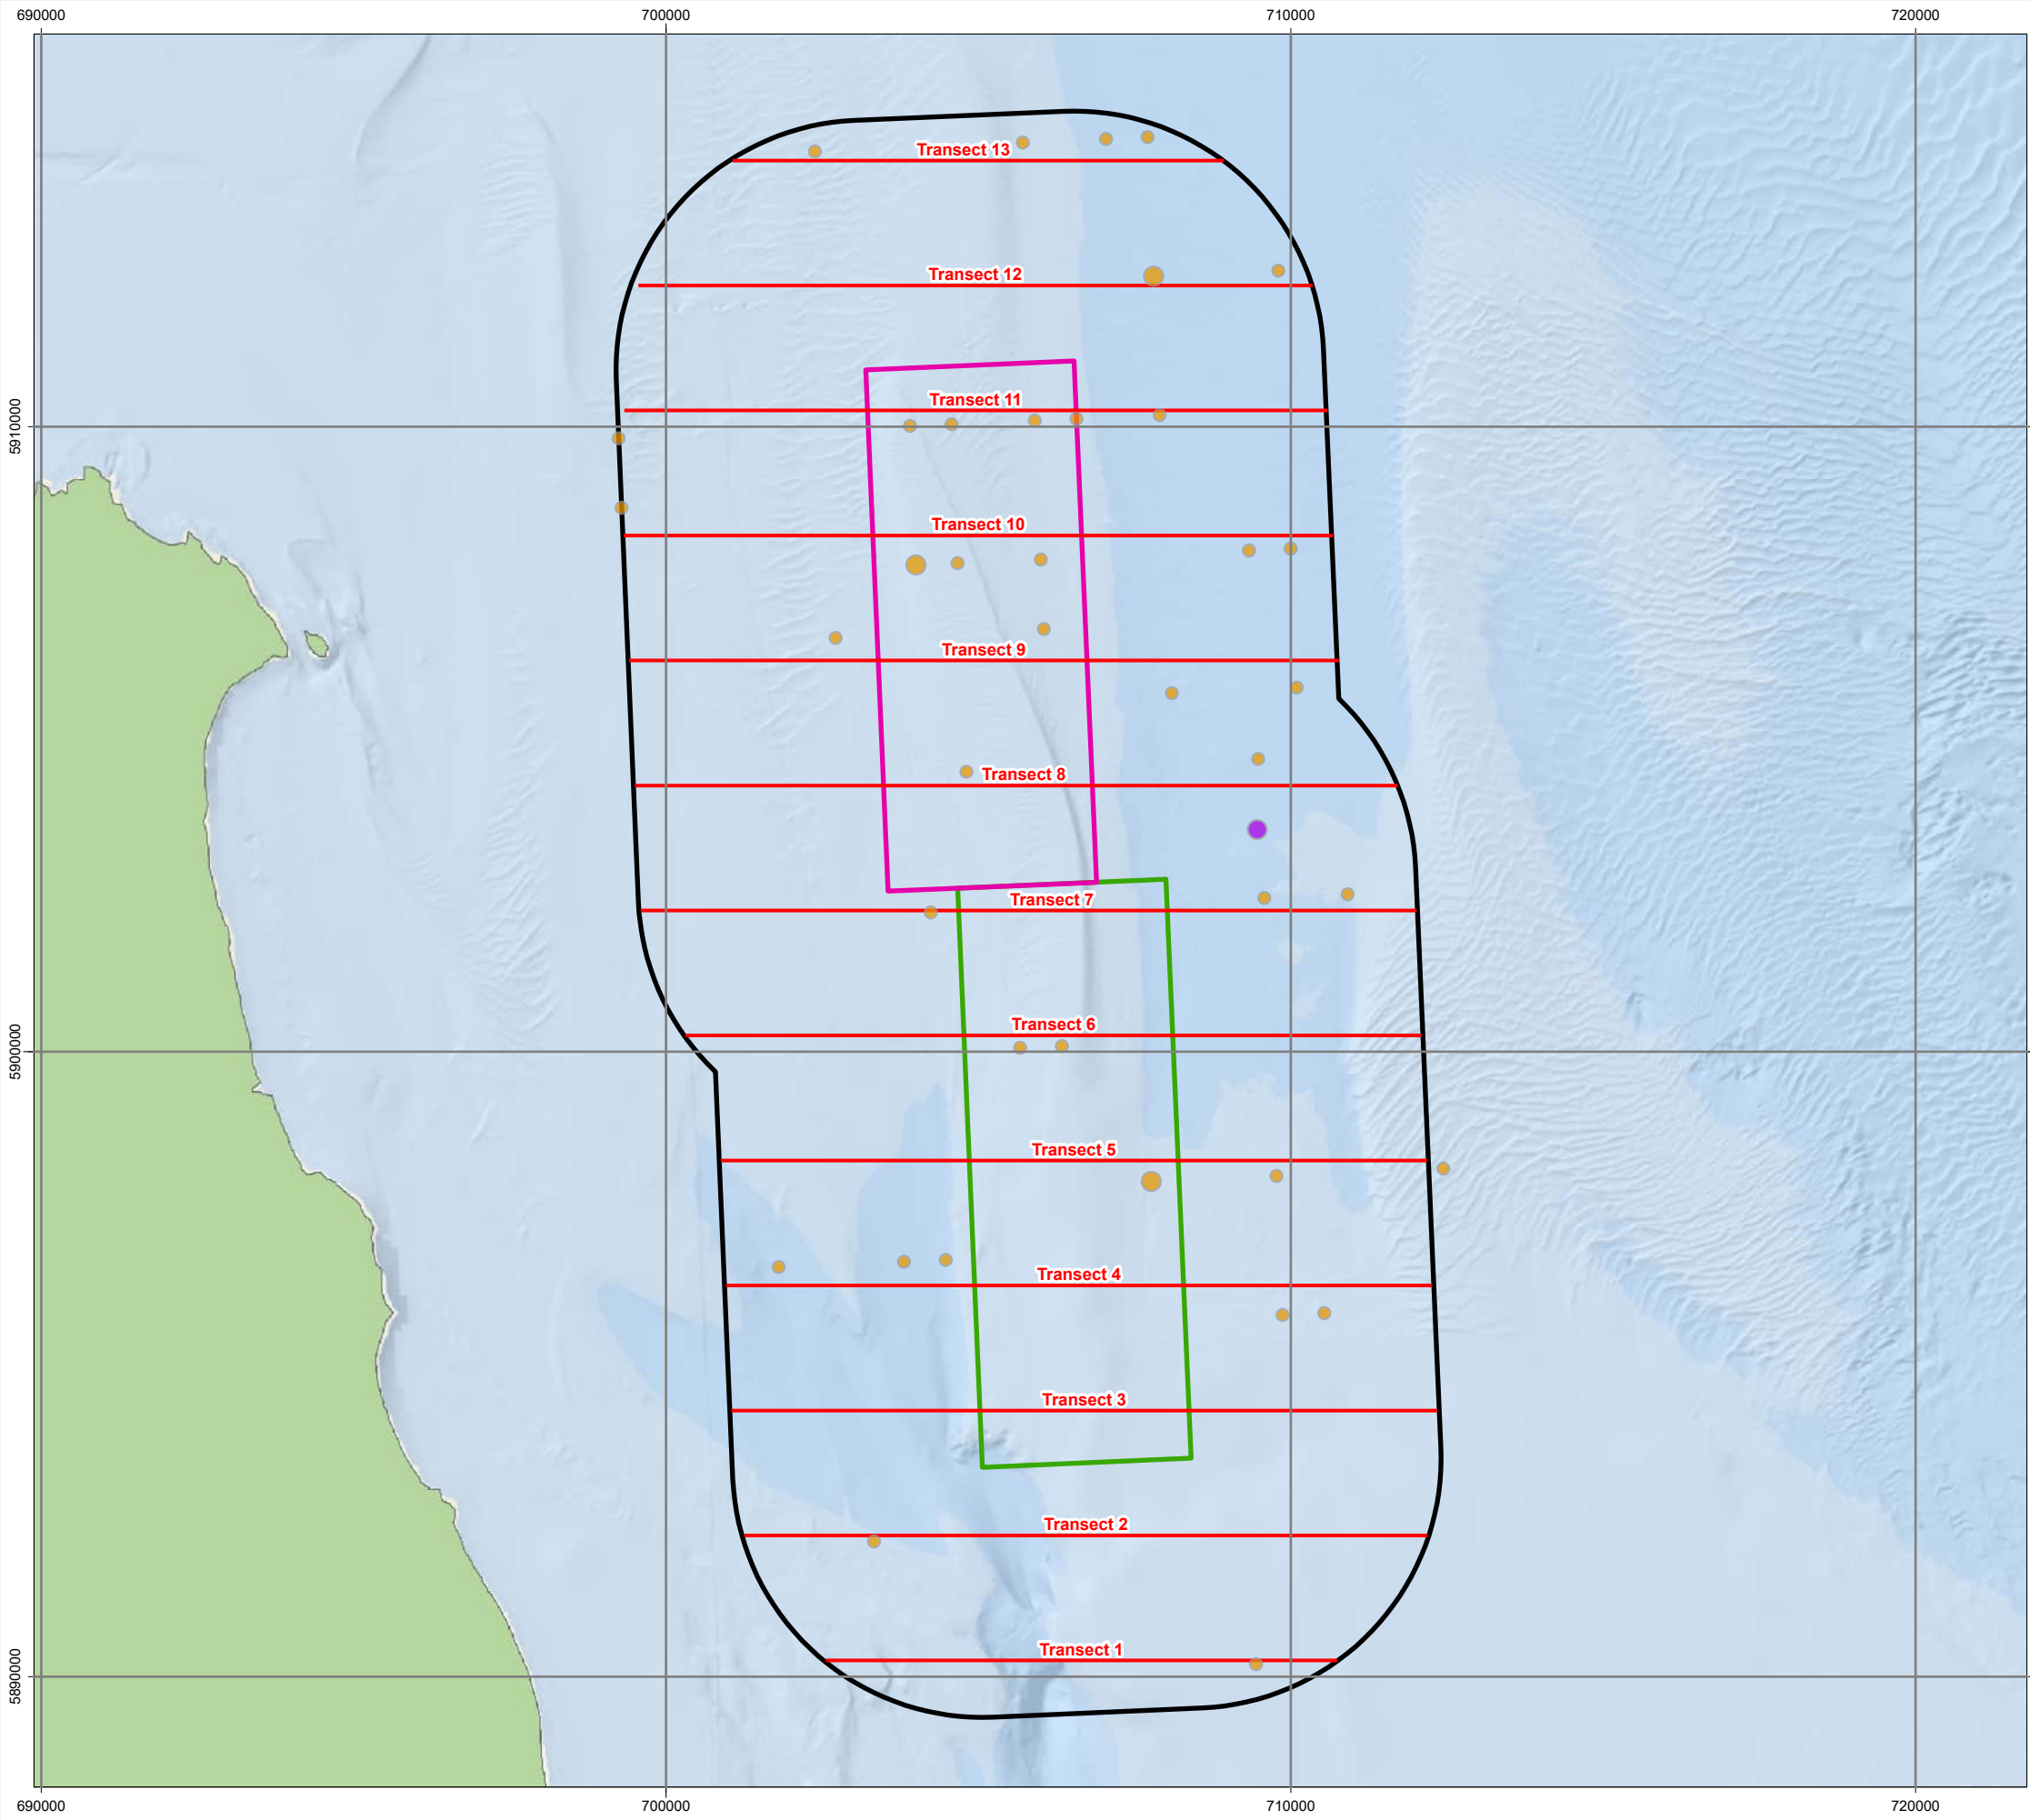 690000 700000 710000 720000
Transect 13
Transect 12
Transect 11
5910000
Transect 10
Transect 9
Transect 8
Transect 7
Transect 6
5900000
Transect 5
Transect 4
Transect 3
Transect 2
Transect 1
5890000
690000 700000 710000 720000